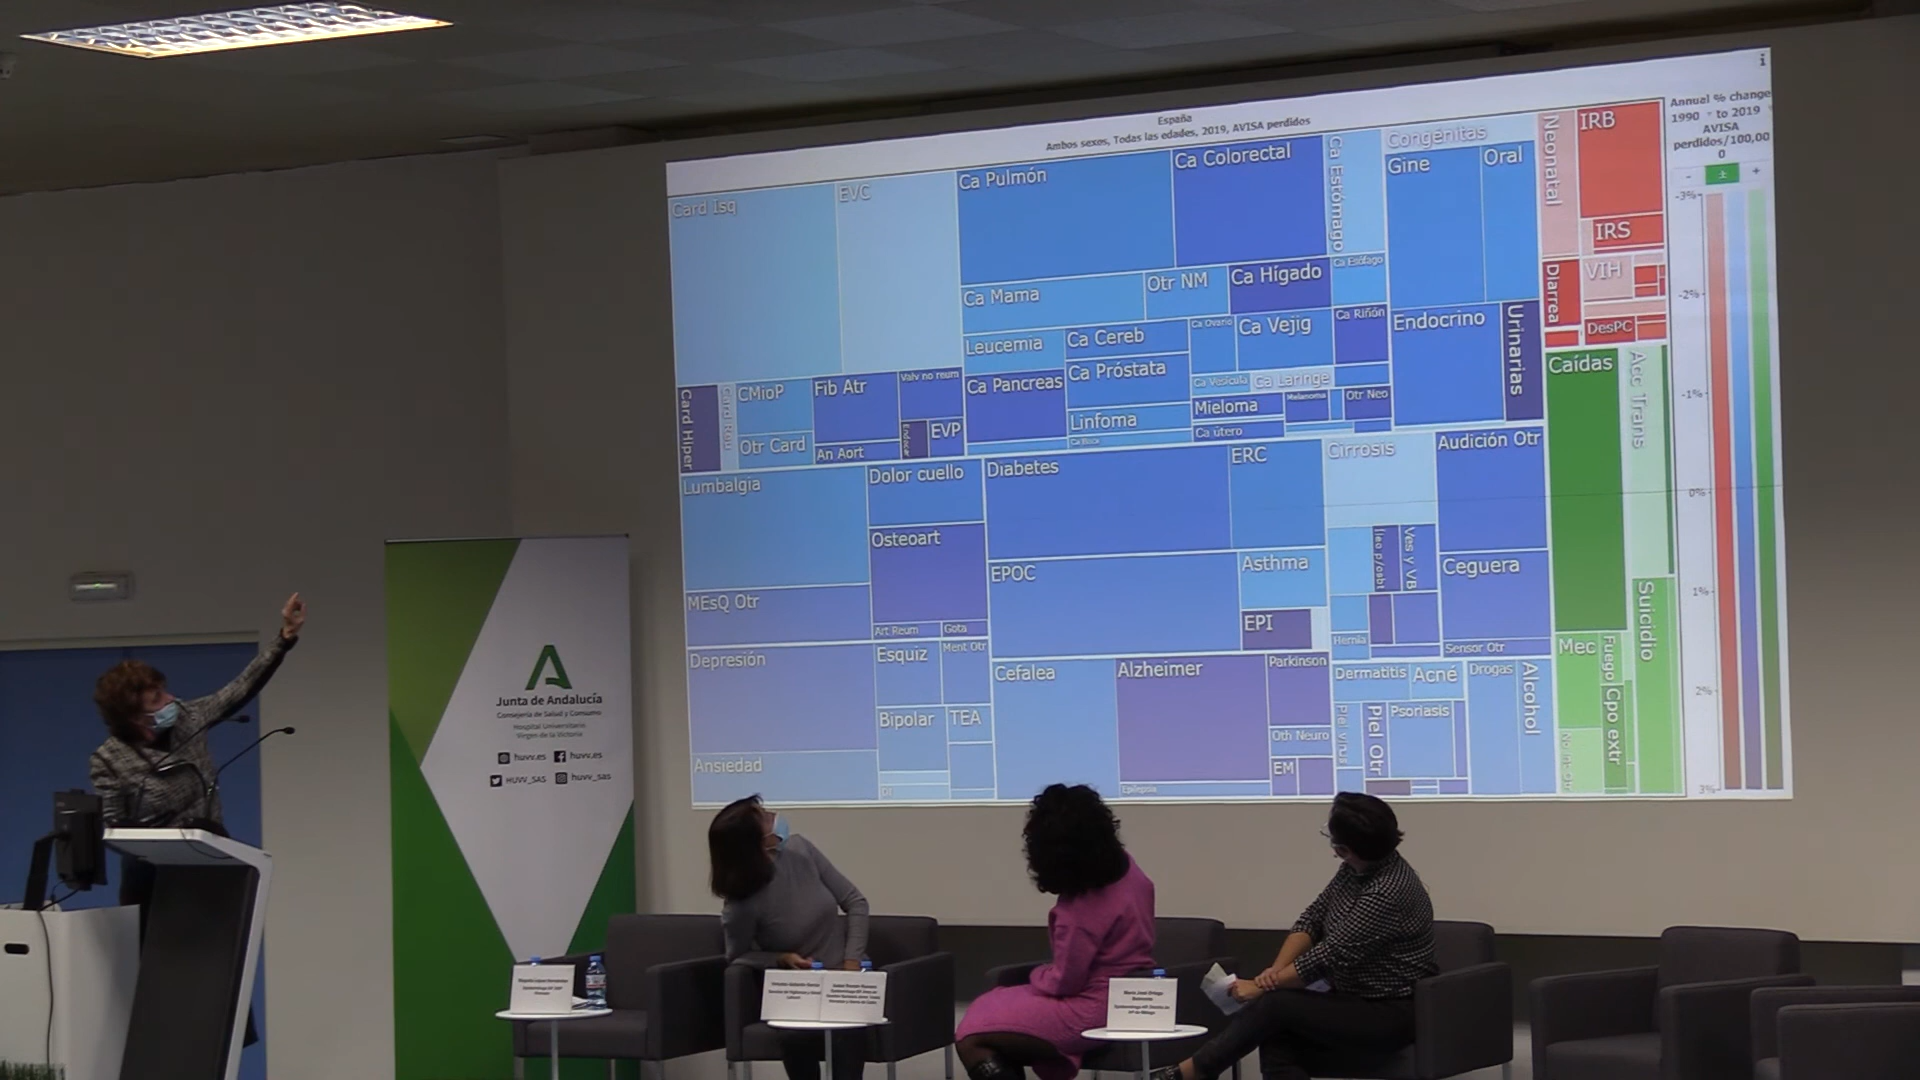 i
España
Ambos sexos, Todas las edades, 2019, AVISA perdidos
Annual % change
1990 to 2019
AVISA
perdidos/100,00
0
- ± +
-3%
-2%
-1%
0%
1%
2%
3%
Card Isq
EVC
Ca Pulmón
Ca Colorectal
Ca Estómago
Congénitas
Gine
Oral
Neonatal
IRB
IRS
Ca Mama
Otr NM
Ca Hígado
Ca Esófago
Diarrea
VIH
DesPC
Leucemia
Ca Cereb
Ca Ovario
Ca Vejig
Ca Riñón
Endocrino
Urinarias
Card Hiper
CMioP
Fib Atr
Valv no reum
Ca Pancreas
Ca Próstata
Ca Vesícula
Ca Laringe
Caídas
Acc Trans
Otr Card
An Aort
EVP
Linfoma
Mieloma
Melanoma
Otr Neo
Ca útero
Lumbalgia
Dolor cuello
Diabetes
ERC
Cirrosis
Audición Otr
Osteoart
EPOC
Asthma
Ves y VB
Ceguera
MEsQ Otr
Art Reum
Gota
EPI
Hernia
Sensor Otr
Suicidio
Depresión
Esquiz
Ment Otr
Cefalea
Alzheimer
Parkinson
Dermatitis
Acné
Drogas
Alcohol
Mec
Fuego
Cpo extr
Bipolar
TEA
Oth Neuro
Piel virus
Piel Otr
Psoriasis
Ansiedad
DI
Epilepsia
EM
Junta de Andalucía
Consejería de Salud y Consumo
Hospital Universitario
Virgen de la Victoria
huvv.es
huvv.es
HUVV_SAS
huvv_sas